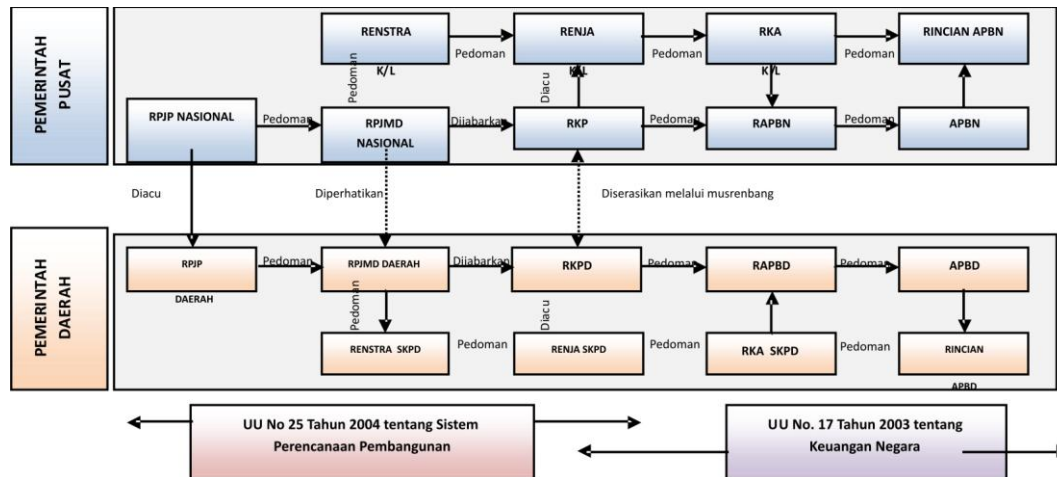 PEMERINTAH
PUSAT
RENSTRA
K/L
Pedoman
RENJA
K/L
Pedoman
RKA
K/L
Pedoman
RINCIAN APBN
Pedoman
Diacu
RPJP NASIONAL
Pedoman
RPJMD
NASIONAL
Dijabarkan
RKP
Pedoman
RAPBN
Pedoman
APBN
Diacu
Diperhatikan
Diserasikan melalui musrenbang
PEMERINTAH
DAERAH
RPJP
DAERAH
Pedoman
RPJMD DAERAH
Dijabarkan
RKPD
Pedoman
RAPBD
Pedoman
APBD
Pedoman
Diacu
RENSTRA SKPD
Pedoman
RENJA SKPD
Pedoman
RKA SKPD
Pedoman
RINCIAN
APBD
UU No 25 Tahun 2004 tentang Sistem
Perencanaan Pembangunan
UU No. 17 Tahun 2003 tentang
Keuangan Negara